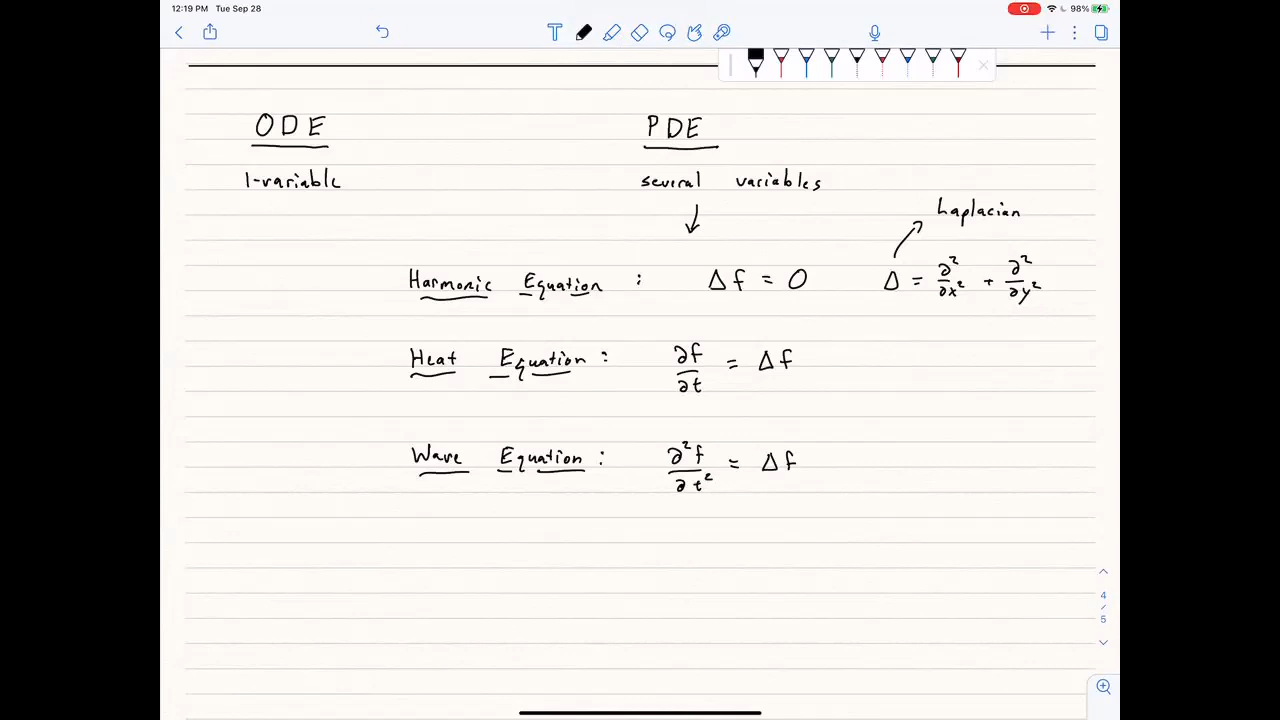 12:19 PM Tue Sep 28 98%
ODE PDE
1-variable several variables
Laplacian
Harmonic Equation : Δf = 0 Δ = ∂²/∂x² + ∂²/∂y²
Heat Equation : ∂f/∂t = Δf
Wave Equation : ∂²f/∂t² = Δf
4
/
5